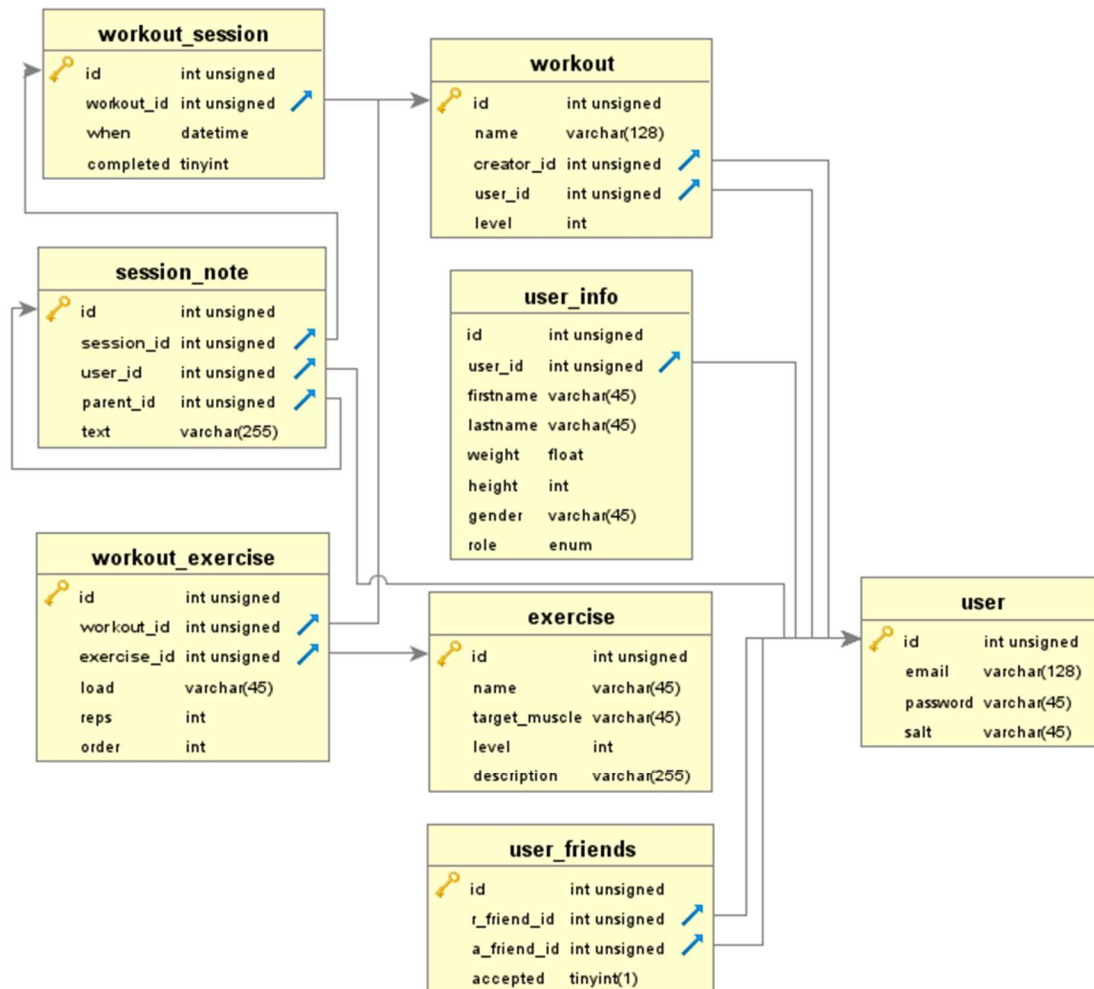 workout_session
id int unsigned
workout_id int unsigned
when datetime
completed tinyint
workout
id int unsigned
name varchar(128)
creator_id int unsigned
user_id int unsigned
level int
session_note
id int unsigned
session_id int unsigned
user_id int unsigned
parent_id int unsigned
text varchar(255)
user_info
id int unsigned
user_id int unsigned
firstname varchar(45)
lastname varchar(45)
weight float
height int
gender varchar(45)
role enum
workout_exercise
id int unsigned
workout_id int unsigned
exercise_id int unsigned
load varchar(45)
reps int
order int
exercise
id int unsigned
name varchar(45)
target_muscle varchar(45)
level int
description varchar(255)
user
id int unsigned
email varchar(128)
password varchar(45)
salt varchar(45)
user_friends
id int unsigned
r_friend_id int unsigned
a_friend_id int unsigned
accepted tinyint(1)